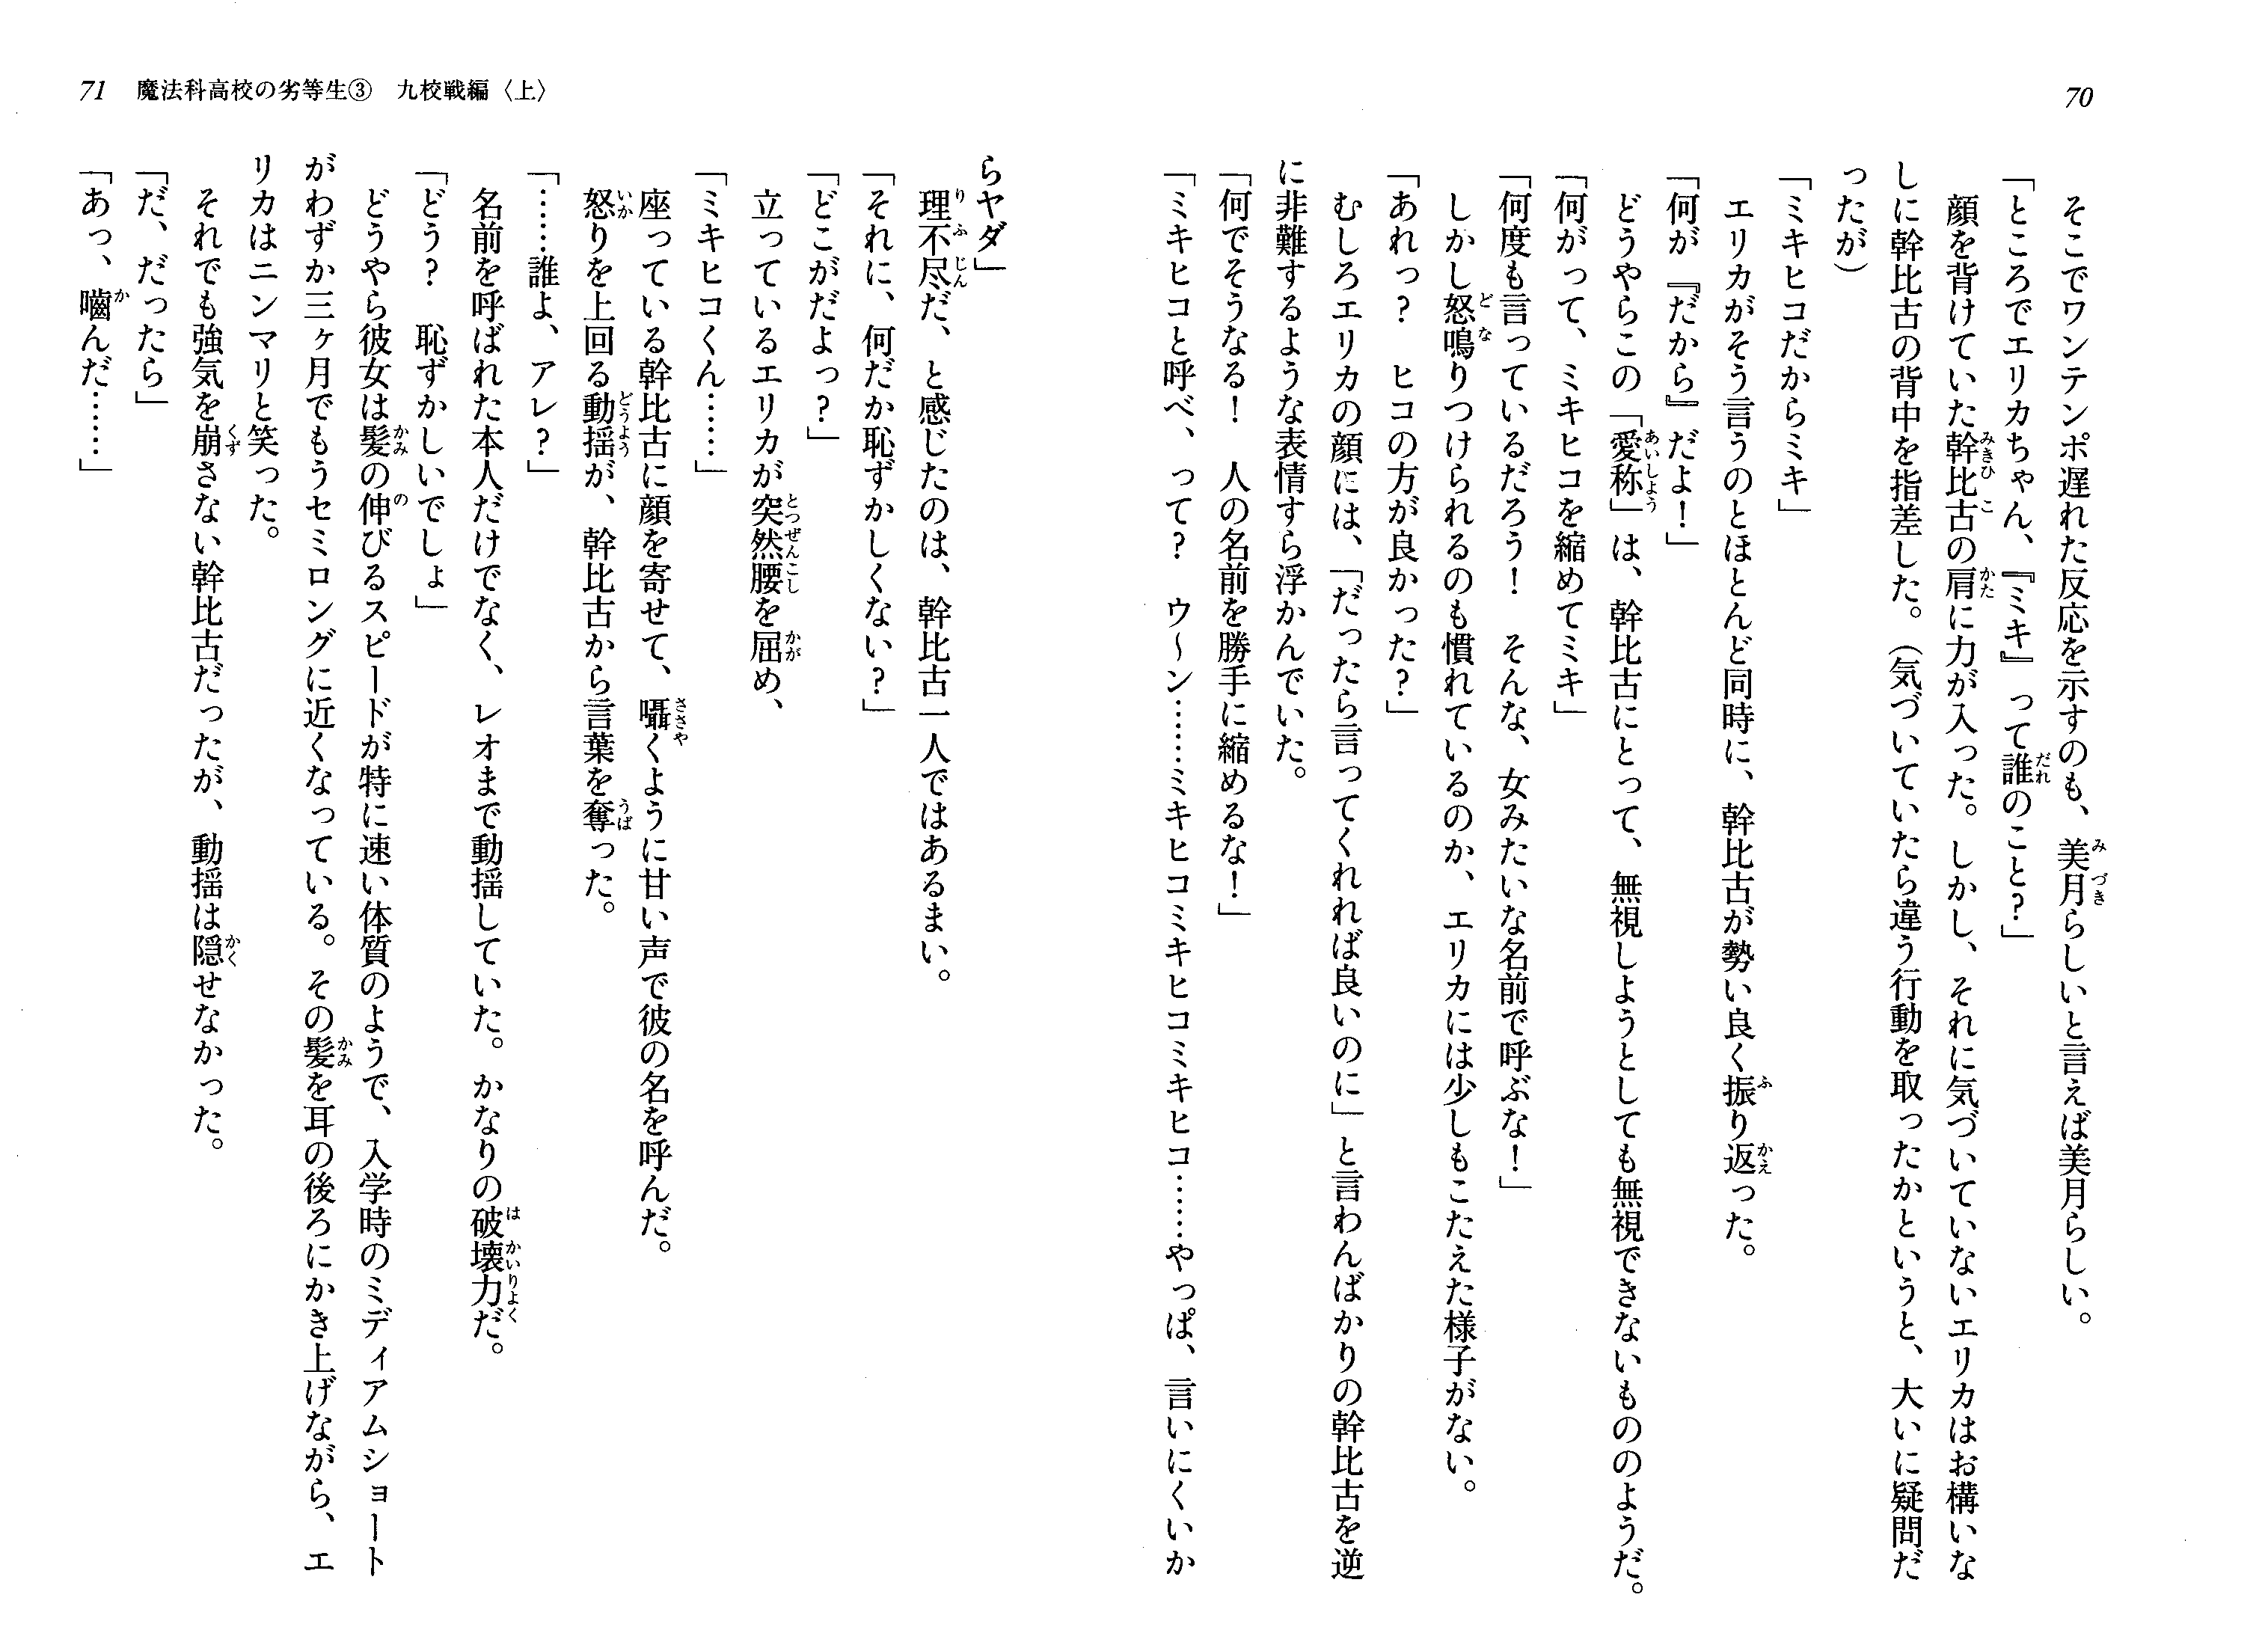 70
そこでワンテンポ遅れた反応を示すのも、美月らしいと言えば美月らしい。
「ところでエリカちゃん、『ミキ』って誰のこと？」
顔を背けていた幹比古の肩に力が入った。しかし、それに気づいていないエリカはお構いな
しに幹比古の背中を指差した。（気づいていたら違う行動を取ったかというと、大いに疑問だ
ったが）
「ミキヒコだからミキ」
エリカがそう言うのとほとんど同時に、幹比古が勢い良く振り返った。
「何が『だから』だよ！」
どうやらこの「愛称」は、幹比古にとって、無視しようとしても無視できないもののようだ。
「何がって、ミキヒコを縮めてミキ」
「何度も言っているだろう！　そんな、女みたいな名前で呼ぶな！」
しかし怒鳴りつけられるのも慣れているのか、エリカには少しもこたえた様子がない。
「あれっ？　ヒコの方が良かった？」
むしろエリカの顔には、「だったら言ってくれれば良いのに」と言わんばかりの幹比古を逆
に非難するような表情すら浮かんでいた。
「何でそうなる！　人の名前を勝手に縮めるな！」
「ミキヒコと呼べ、って？　ウ〜ン……ミキヒコミキヒコミキヒコ……やっぱ、言いにくいか
71 魔法科高校の劣等生③　九校戦編〈上〉
らヤダ」
理不尽だ、と感じたのは、幹比古一人ではあるまい。
「それに、何だか恥ずかしくない？」
「どこがだよっ？」
立っているエリカが突然腰を屈め、
「ミキヒコくん……」
座っている幹比古に顔を寄せて、囁くように甘い声で彼の名を呼んだ。
怒りを上回る動揺が、幹比古から言葉を奪った。
「……誰よ、アレ？」
名前を呼ばれた本人だけでなく、レオまで動揺していた。かなりの破壊力だ。
「どう？　恥ずかしいでしょ」
どうやら彼女は髪の伸びるスピードが特に速い体質のようで、入学時のミディアムショート
がわずか三ヶ月でもうセミロングに近くなっている。その髪を耳の後ろにかき上げながら、エ
リカはニンマリと笑った。
それでも強気を崩さない幹比古だったが、動揺は隠せなかった。
「だ、だったら」
「あっ、嚙んだ……」